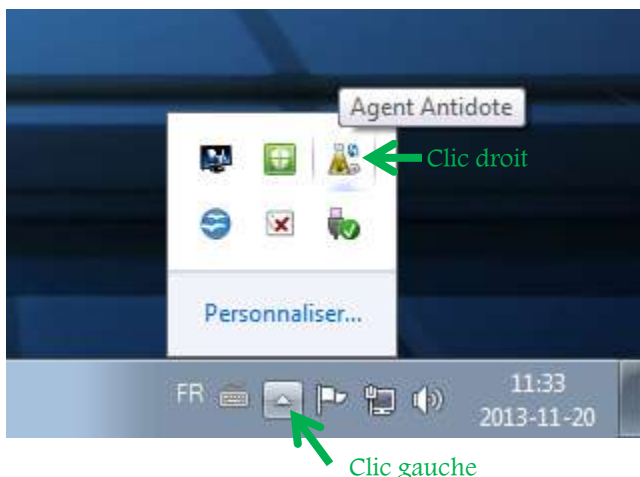 Agent Antidote
Clic droit
Personnaliser...
FR
11:33
2013-11-20
Clic gauche